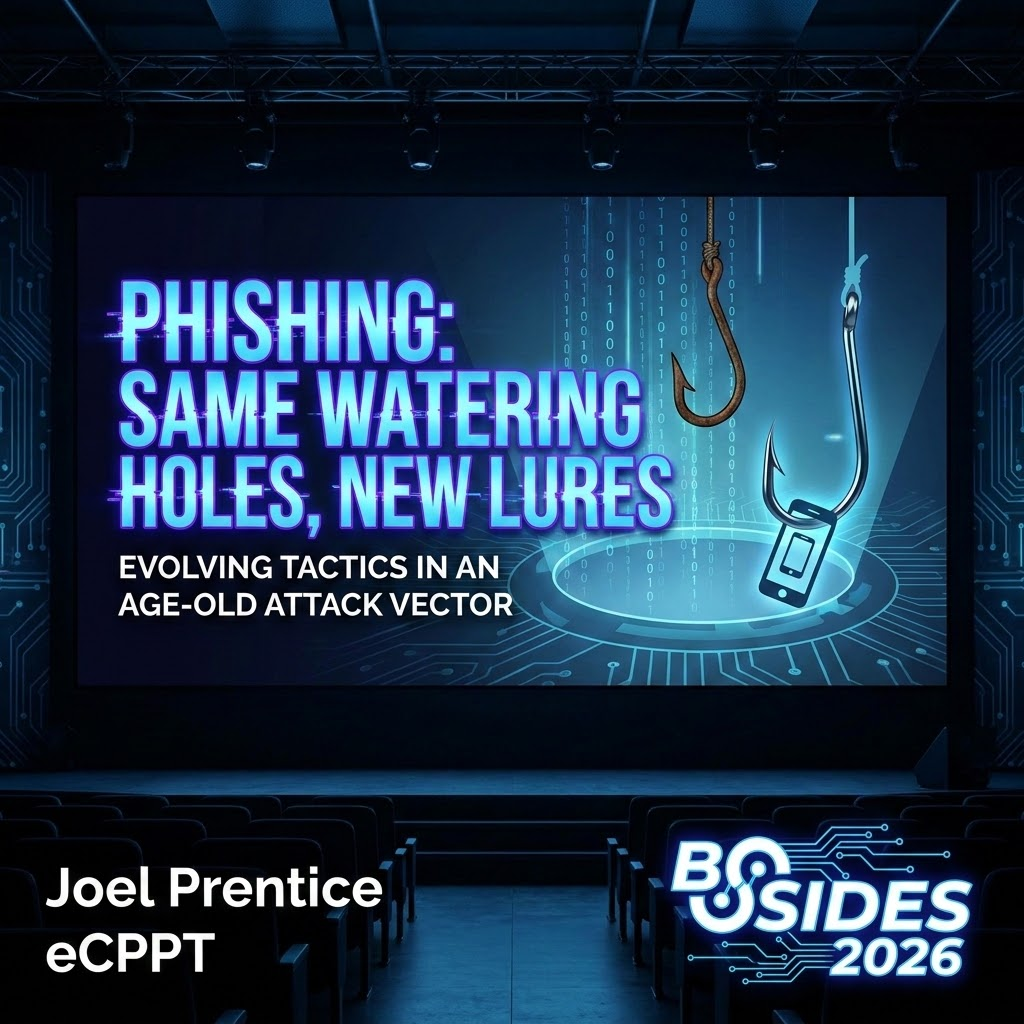 PHISHING:
SAME WATERING
HOLES, NEW LURES
EVOLVING TACTICS IN AN
AGE-OLD ATTACK VECTOR
Joel Prentice
eCPPT
BSIDES
2026